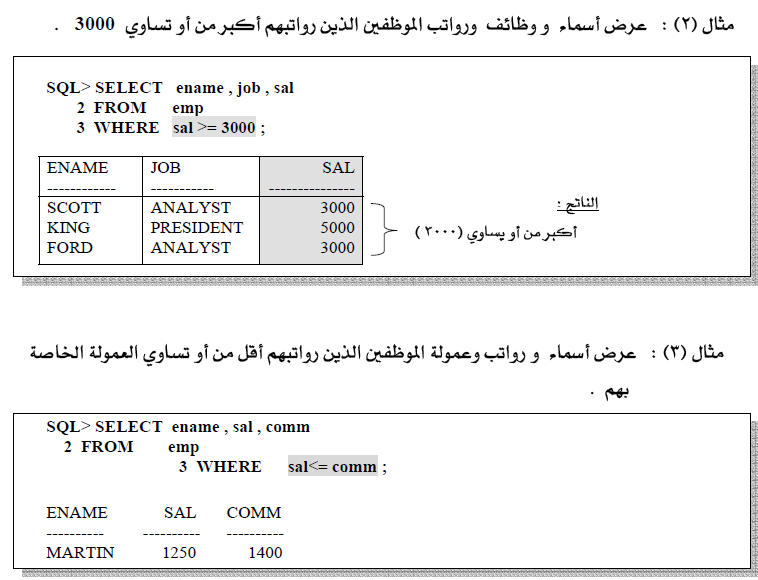 مثال (٢) : عرض أسماء و وظائف ورواتب الموظفين الذين رواتبهم أكبر من أو تساوي 3000 .
SQL> SELECT ename , job , sal
2 FROM emp
3 WHERE sal >= 3000 ;
ENAME JOB SAL
------------ ----------- ---------------
SCOTT ANALYST 3000
KING PRESIDENT 5000
FORD ANALYST 3000
الناتج :
أكبر من أو يساوي (٣٠٠٠ )
مثال (٣) : عرض أسماء و رواتب وعمولة الموظفين الذين رواتبهم أقل من أو تساوي العمولة الخاصة
بهم .
SQL> SELECT ename , sal , comm
2 FROM emp
3 WHERE sal<= comm ;
ENAME SAL COMM
---------- ---------- ----------
MARTIN 1250 1400